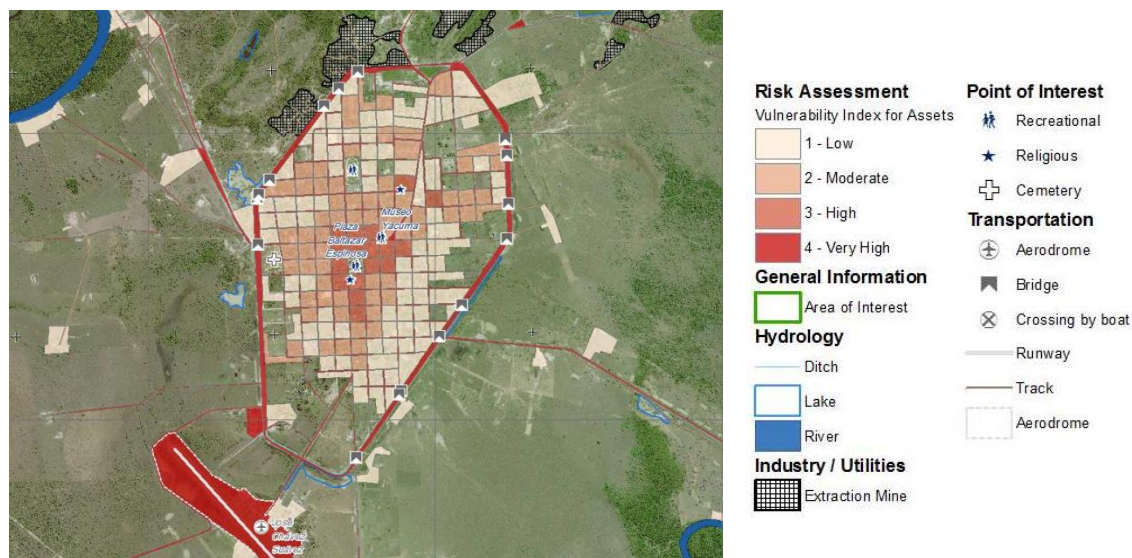 Museo
Yacuma
Plaza
Baltazar
Espinosa
José
Chávez
Suárez
Risk Assessment
Vulnerability Index for Assets
1 - Low
2 - Moderate
3 - High
4 - Very High
General Information
Area of Interest
Hydrology
Ditch
Lake
River
Industry / Utilities
Extraction Mine
Point of Interest
Recreational
Religious
Cemetery
Transportation
Aerodrome
Bridge
Crossing by boat
Runway
Track
Aerodrome